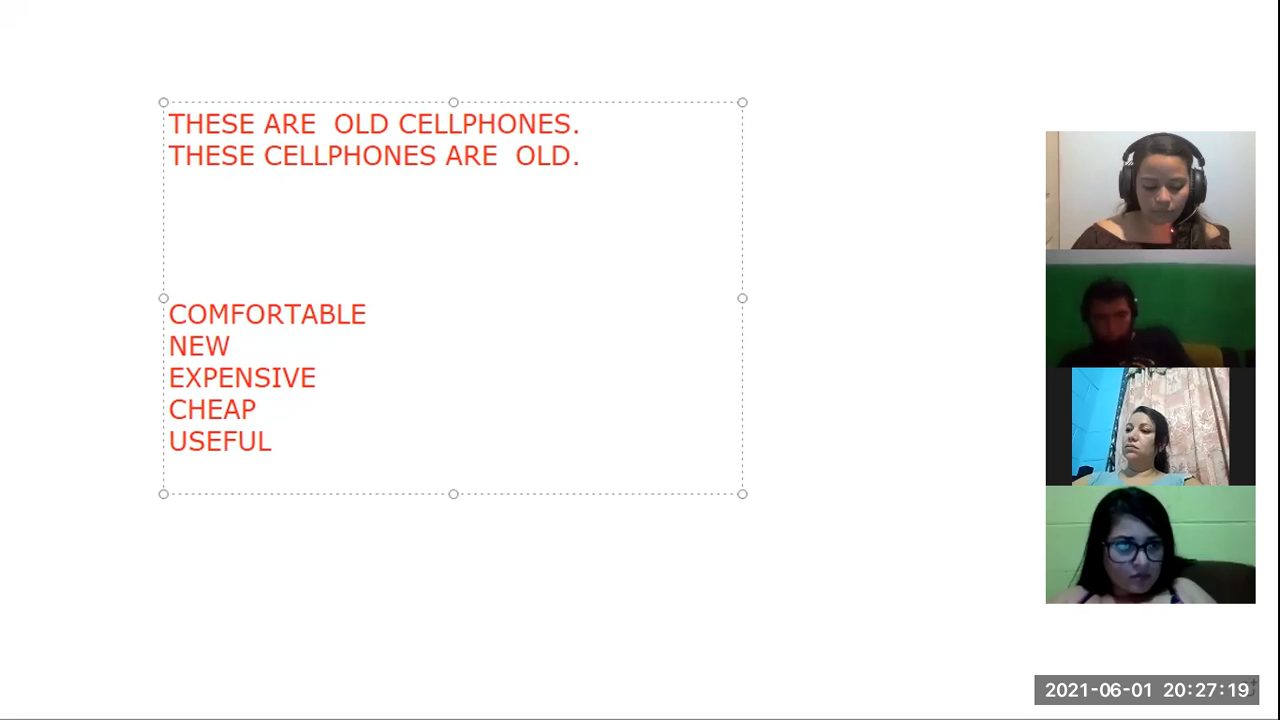 THESE ARE  OLD CELLPHONES.
THESE CELLPHONES ARE  OLD.
COMFORTABLE
NEW
EXPENSIVE
CHEAP
USEFUL
2021-06-01 20:27:19